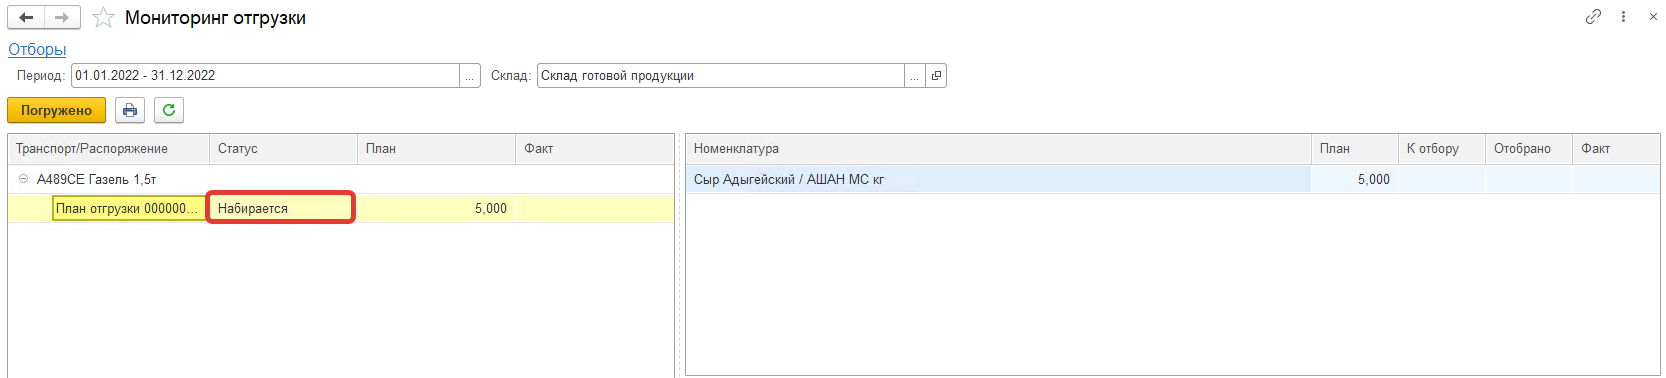 Мониторинг отгрузки
Отборы
Период: 01.01.2022 - 31.12.2022 ... Склад: Склад готовой продукции ...
Погружено
Транспорт/Распоряжение Статус План Факт
А489СЕ Газель 1,5т
План отгрузки 000000... Набирается 5,000
Номенклатура План К отбору Отобрано Факт
Сыр Адыгейский / АШАН МС кг 5,000